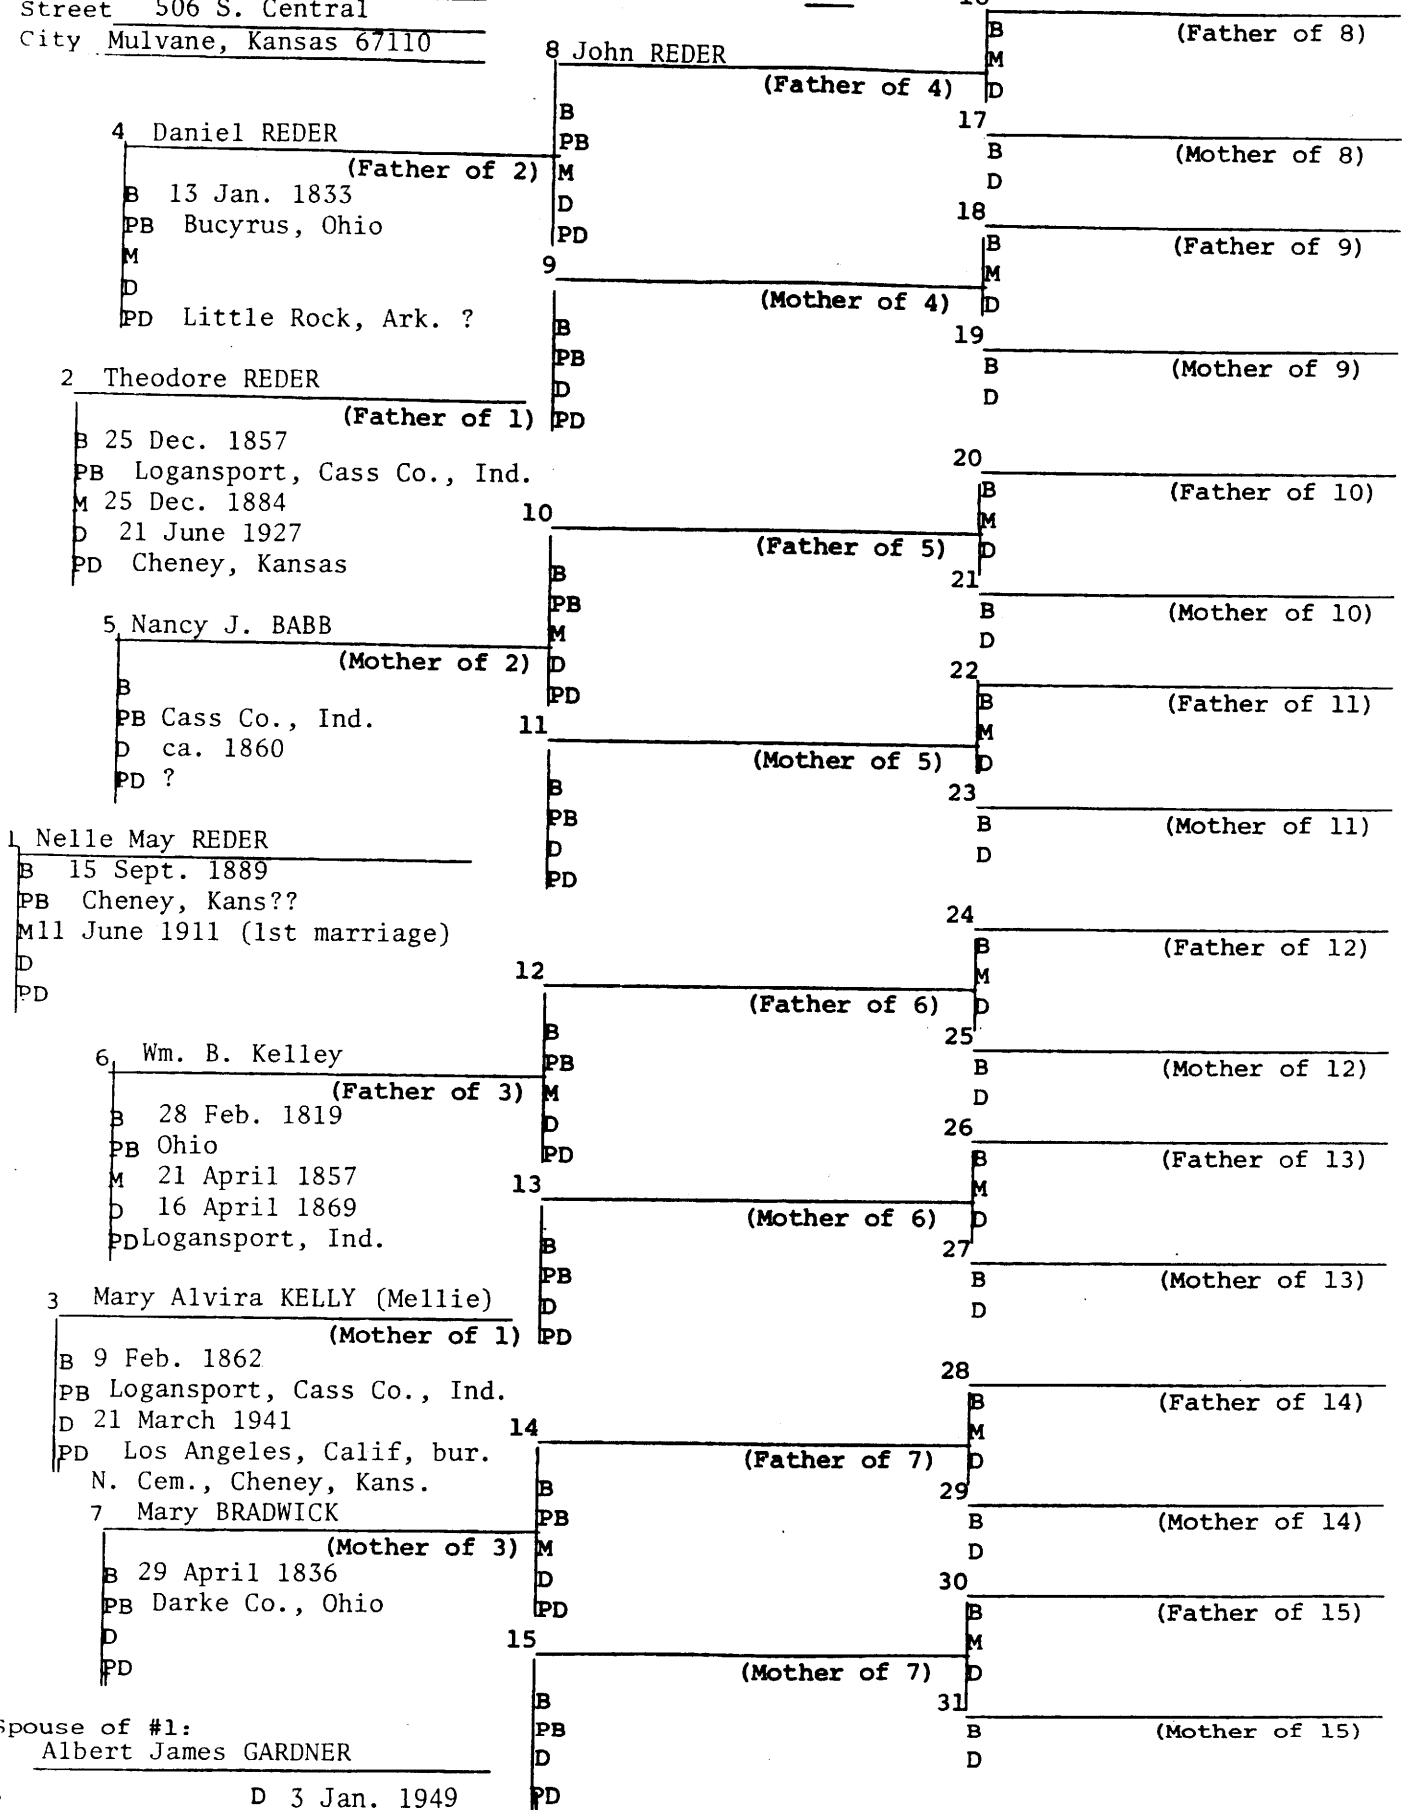 Street 506 S. Central
City Mulvane, Kansas 67110
4 Daniel REDER
(Father of 2)
B 13 Jan. 1833
PB Bucyrus, Ohio
M
D
PD Little Rock, Ark. ?
2 Theodore REDER
(Father of 1)
B 25 Dec. 1857
PB Logansport, Cass Co., Ind.
M 25 Dec. 1884
D 21 June 1927
PD Cheney, Kansas
5 Nancy J. BABB
(Mother of 2)
B
PB Cass Co., Ind.
D ca. 1860
PD ?
1 Nelle May REDER
B 15 Sept. 1889
PB Cheney, Kans??
M11 June 1911 (1st marriage)
D
PD
6 Wm. B. Kelley
(Father of 3)
B 28 Feb. 1819
PB Ohio
M 21 April 1857
D 16 April 1869
PDLogansport, Ind.
3 Mary Alvira KELLY (Mellie)
(Mother of 1)
B 9 Feb. 1862
PB Logansport, Cass Co., Ind.
D 21 March 1941
PD Los Angeles, Calif, bur.
N. Cem., Cheney, Kans.
7 Mary BRADWICK
(Mother of 3)
B 29 April 1836
PB Darke Co., Ohio
D
PD
Spouse of #1:
Albert James GARDNER
D 3 Jan. 1949
8 John REDER
(Father of 4)
B
PB
M
D
PD
9
(Mother of 4)
B
PB
D
PD
10
(Father of 5)
B
PB
M
D
PD
11
(Mother of 5)
B
PB
D
PD
12
(Father of 6)
B
PB
M
D
PD
13
(Mother of 6)
B
PB
D
PD
14
(Father of 7)
B
PB
M
D
PD
15
(Mother of 7)
B
PB
D
PD
(Father of 8)
B
M
D
17
(Mother of 8)
B
D
18
(Father of 9)
B
M
D
19
(Mother of 9)
B
D
20
(Father of 10)
B
M
D
21
(Mother of 10)
B
D
22
(Father of 11)
B
M
D
23
(Mother of 11)
B
D
24
(Father of 12)
B
M
D
25
(Mother of 12)
B
D
26
(Father of 13)
B
M
D
27
(Mother of 13)
B
D
28
(Father of 14)
B
M
D
29
(Mother of 14)
B
D
30
(Father of 15)
B
M
D
31
(Mother of 15)
B
D